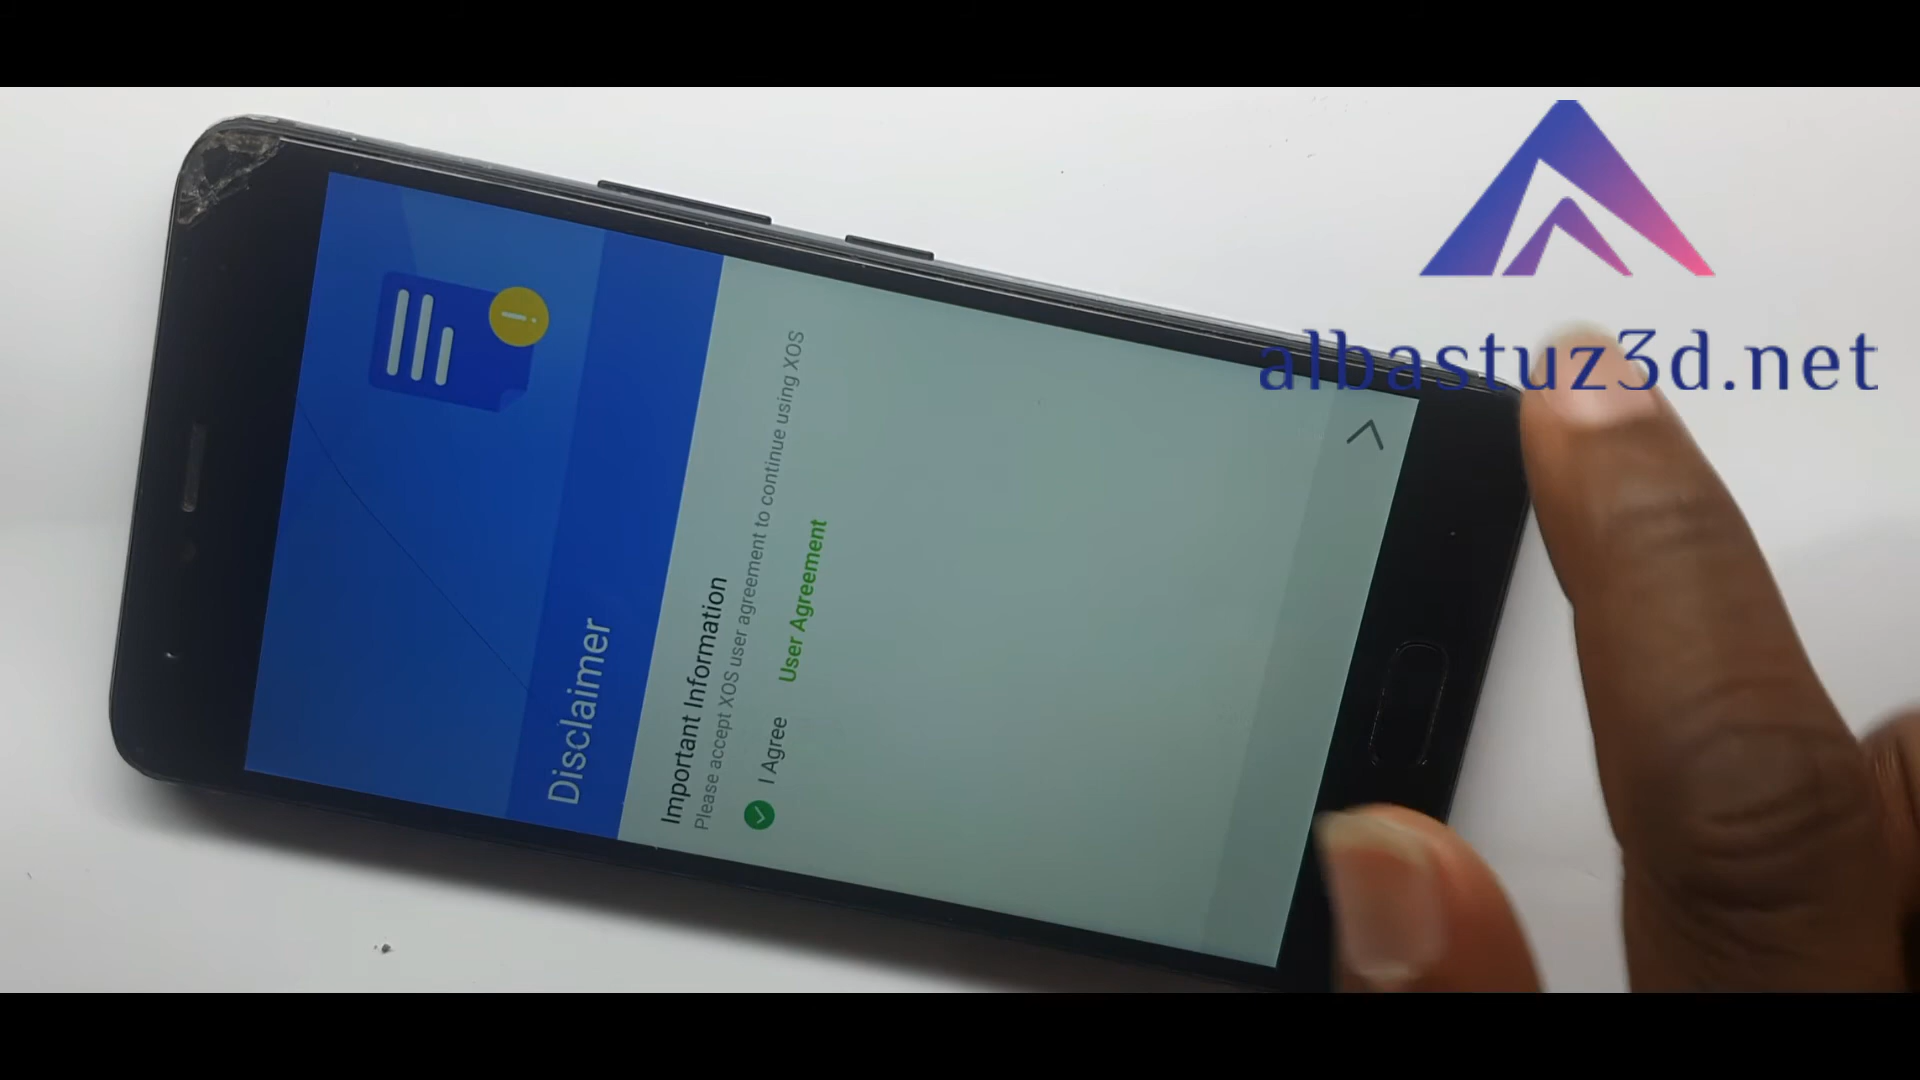 albastuz3d.net
Disclaimer
Important Information
Please accept XOS user agreement to continue using XOS
I Agree
User Agreement